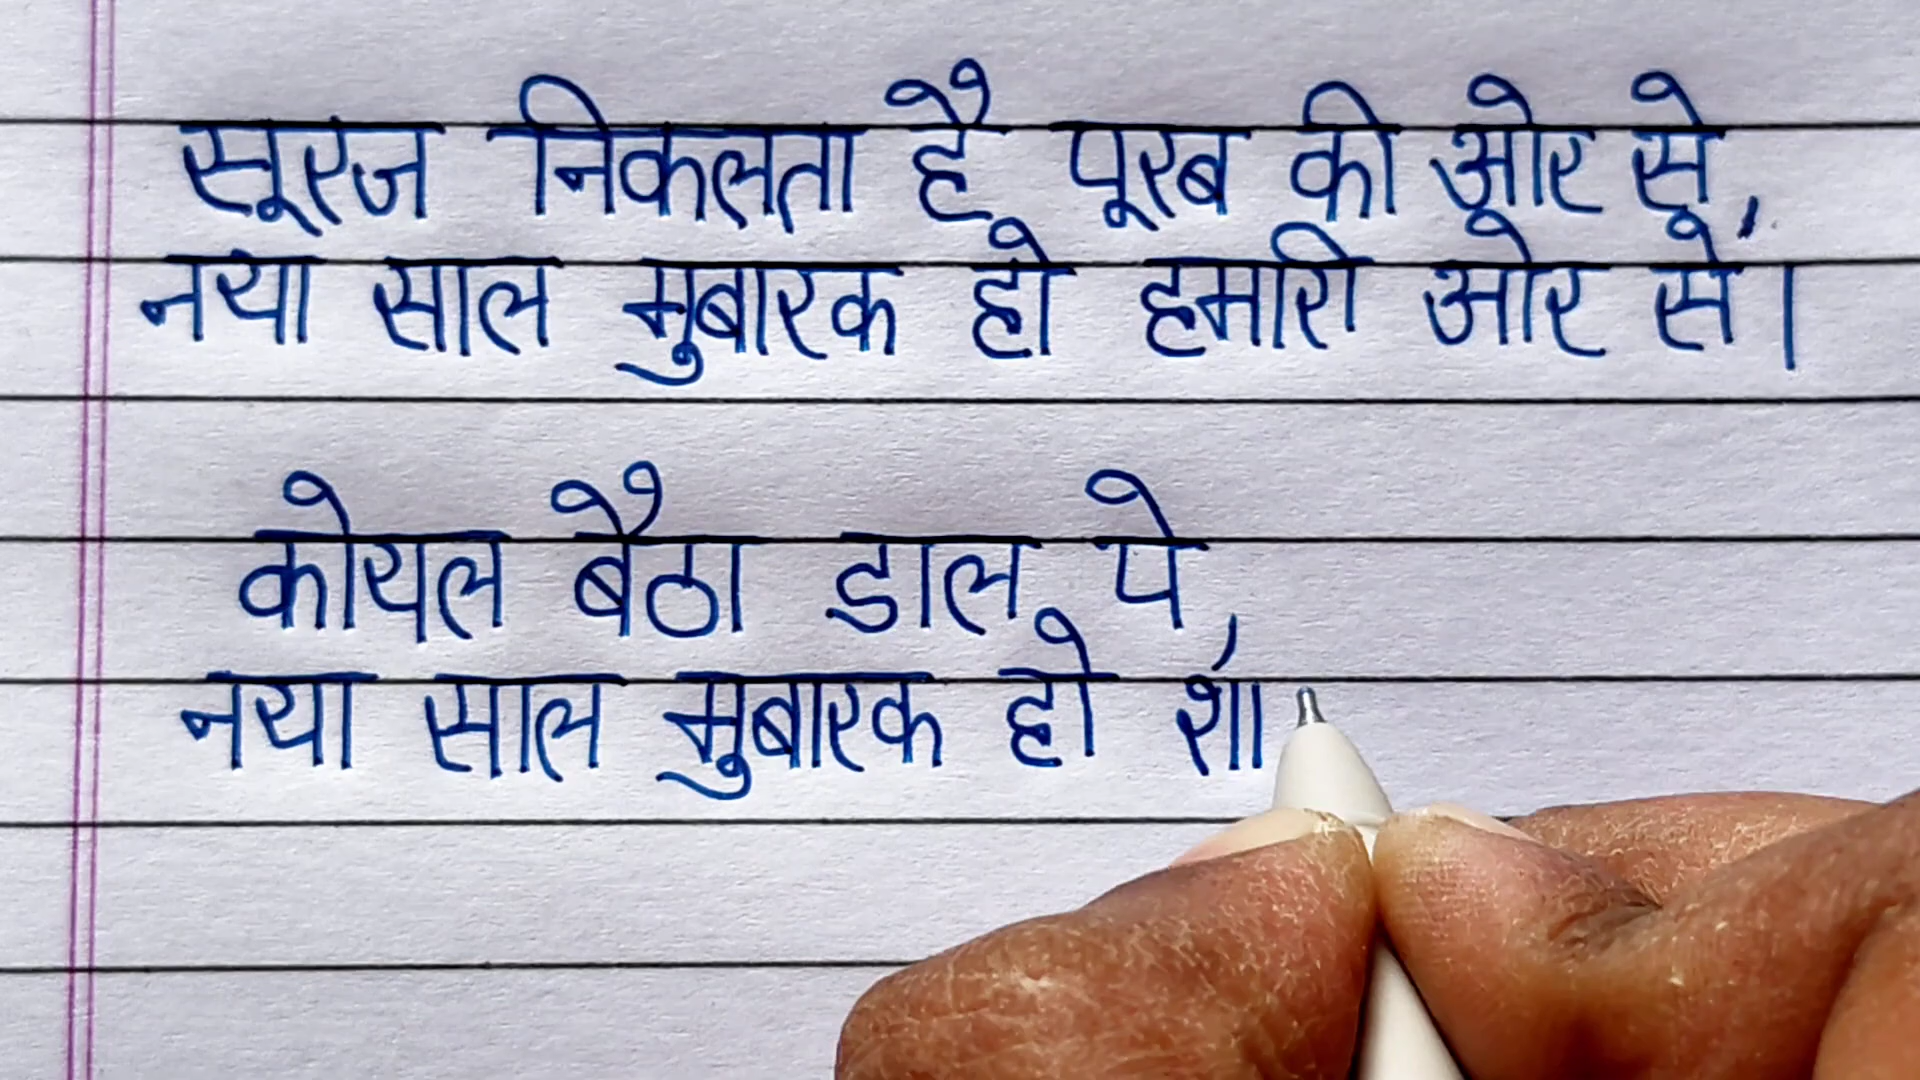 सूरज निकलता है पूरब की ओर से,
नया साल मुबारक हो हमारी ओर से।
कोयल बैठा डाल पे,
नया साल मुबारक हो शा